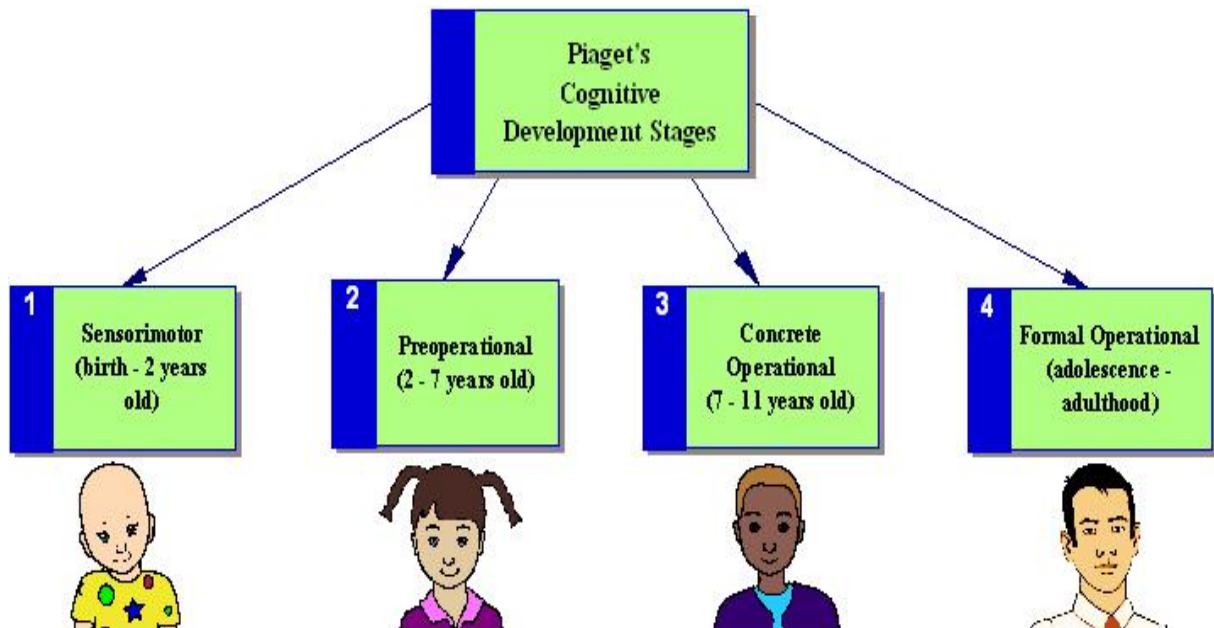 Piaget's
Cognitive
Development Stages
1
Sensorimotor
(birth - 2 years
old)
2
Preoperational
(2 - 7 years old)
3
Concrete
Operational
(7 - 11 years old)
4
Formal Operational
(adolescence -
adulthood)